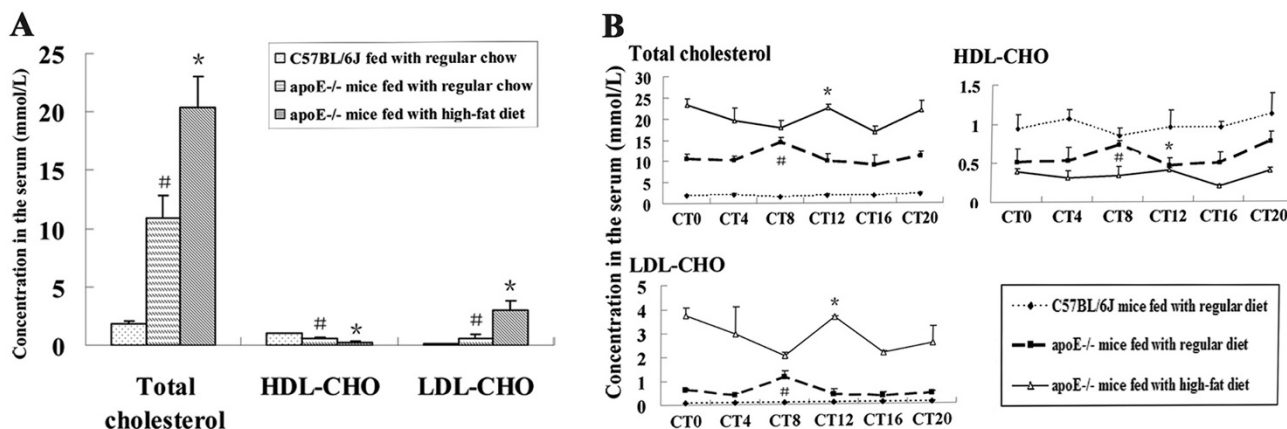 A
Concentration in the serum (mmol/L)
25
20
15
10
5
0
C57BL/6J fed with regular chow
apoE-/- mice fed with regular chow
apoE-/- mice fed with high-fat diet
#
*
#
*
#
*
Total cholesterol
HDL-CHO
LDL-CHO
B
Concentration in the serum (mmol/L)
Total cholesterol
30
25
20
15
10
5
0
*
#
CT0 CT4 CT8 CT12 CT16 CT20
HDL-CHO
1.5
1
0.5
0
#
*
CT0 CT4 CT8 CT12 CT16 CT20
LDL-CHO
5
4
3
2
1
0
*
#
CT0 CT4 CT8 CT12 CT16 CT20
C57BL/6J mice fed with regular diet
apoE-/- mice fed with regular diet
apoE-/- mice fed with high-fat diet